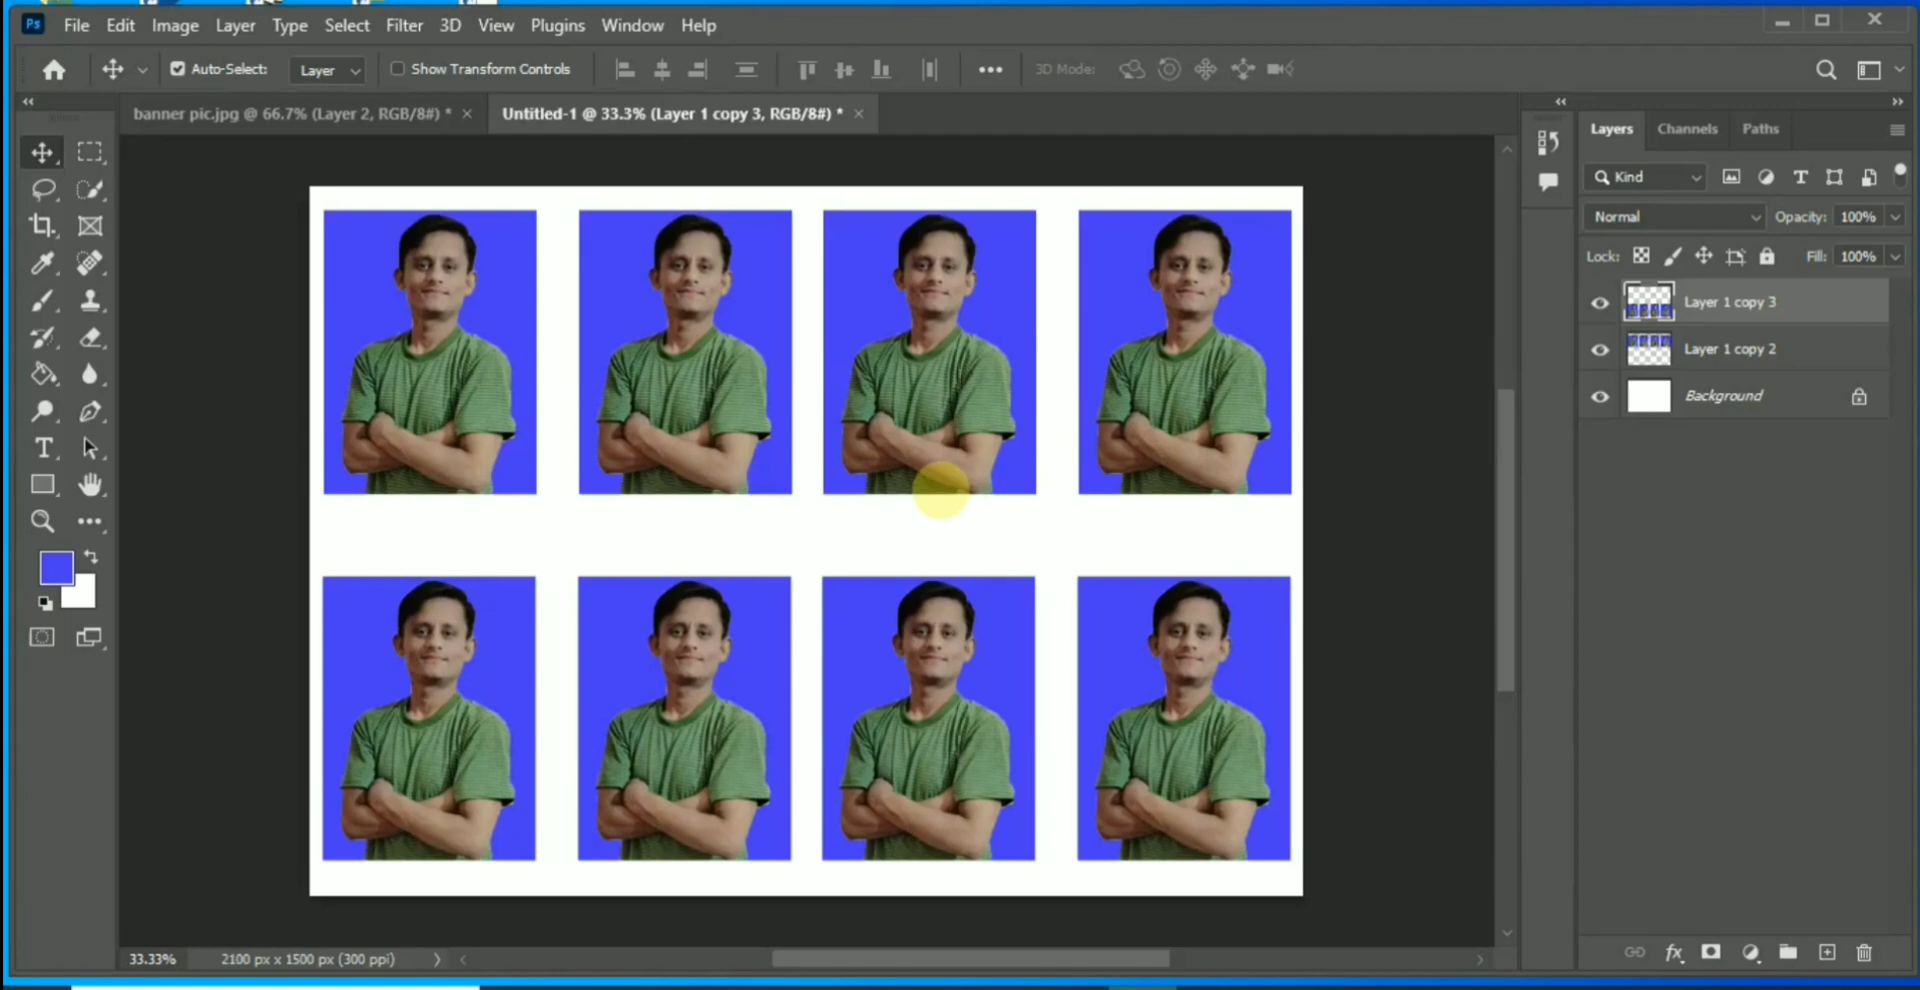 Ps File Edit Image Layer Type Select Filter 3D View Plugins Window Help
Auto-Select: Layer Show Transform Controls 3D Mode:
banner pic.jpg @ 66.7% (Layer 2, RGB/8#) * Untitled-1 @ 33.3% (Layer 1 copy 3, RGB/8#) *
Layers Channels Paths
Kind
Normal Opacity: 100%
Lock: Fill: 100%
Layer 1 copy 3
Layer 1 copy 2
Background
33.33% 2100 px x 1500 px (300 ppi)